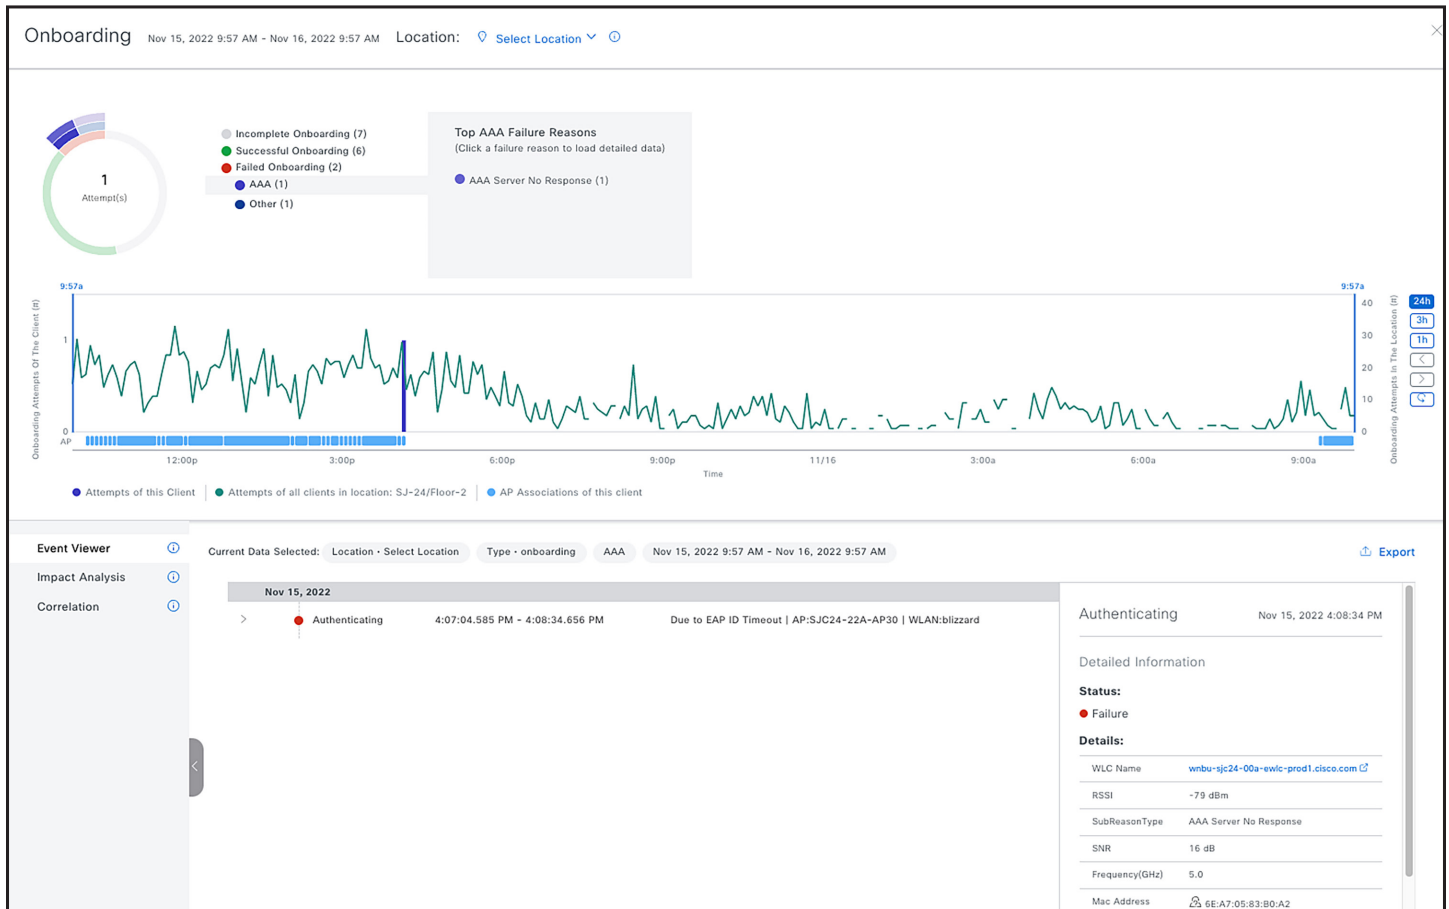 Onboarding Nov 15, 2022 9:57 AM - Nov 16, 2022 9:57 AM Location: Select Location
1
Attempt(s)
Incomplete Onboarding (7)
Successful Onboarding (6)
Failed Onboarding (2)
AAA (1)
Other (1)
Top AAA Failure Reasons
(Click a failure reason to load detailed data)
AAA Server No Response (1)
9:57a
9:57a
Onboarding Attempts Of The Client (#)
1
0
AP
40
30
20
10
0
Onboarding Attempts In The Location (#)
24h
3h
1h
12:00p 3:00p 6:00p 9:00p 11/16 3:00a 6:00a 9:00a
Time
Attempts of this Client Attempts of all clients in location: SJ-24/Floor-2 AP Associations of this client
Event Viewer
Impact Analysis
Correlation
Current Data Selected: Location • Select Location Type • onboarding AAA Nov 15, 2022 9:57 AM - Nov 16, 2022 9:57 AM Export
Nov 15, 2022
Authenticating 4:07:04.585 PM - 4:08:34.656 PM Due to EAP ID Timeout | AP:SJC24-22A-AP30 | WLAN:blizzard
Authenticating Nov 15, 2022 4:08:34 PM
Detailed Information
Status:
Failure
Details:
WLC Name wnbu-sjc24-00a-ewlc-prod1.cisco.com
RSSI -79 dBm
SubReasonType AAA Server No Response
SNR 16 dB
Frequency(GHz) 5.0
Mac Address 6E:A7:05:83:B0:A2